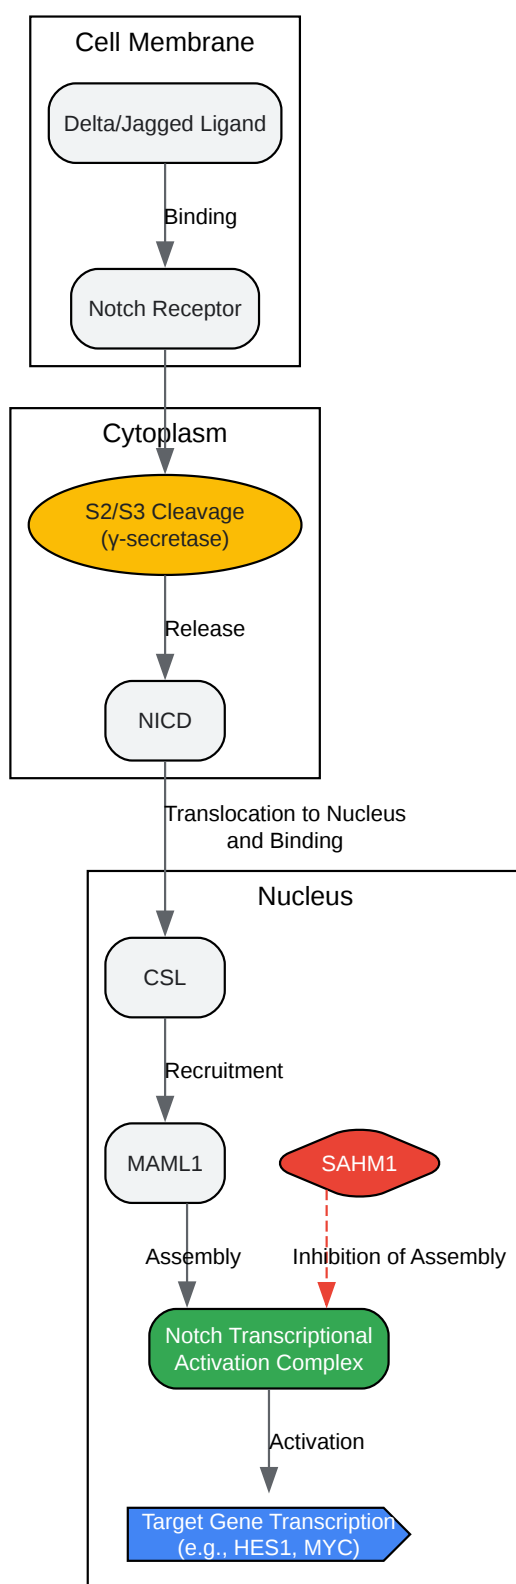 Cell Membrane
Delta/Jagged Ligand
Binding
Notch Receptor
Cytoplasm
S2/S3 Cleavage
(γ-secretase)
Release
NICD
Translocation to Nucleus
and Binding
Nucleus
CSL
Recruitment
MAML1
SAHM1
Assembly
Inhibition of Assembly
Notch Transcriptional
Activation Complex
Activation
Target Gene Transcription
(e.g., HES1, MYC)